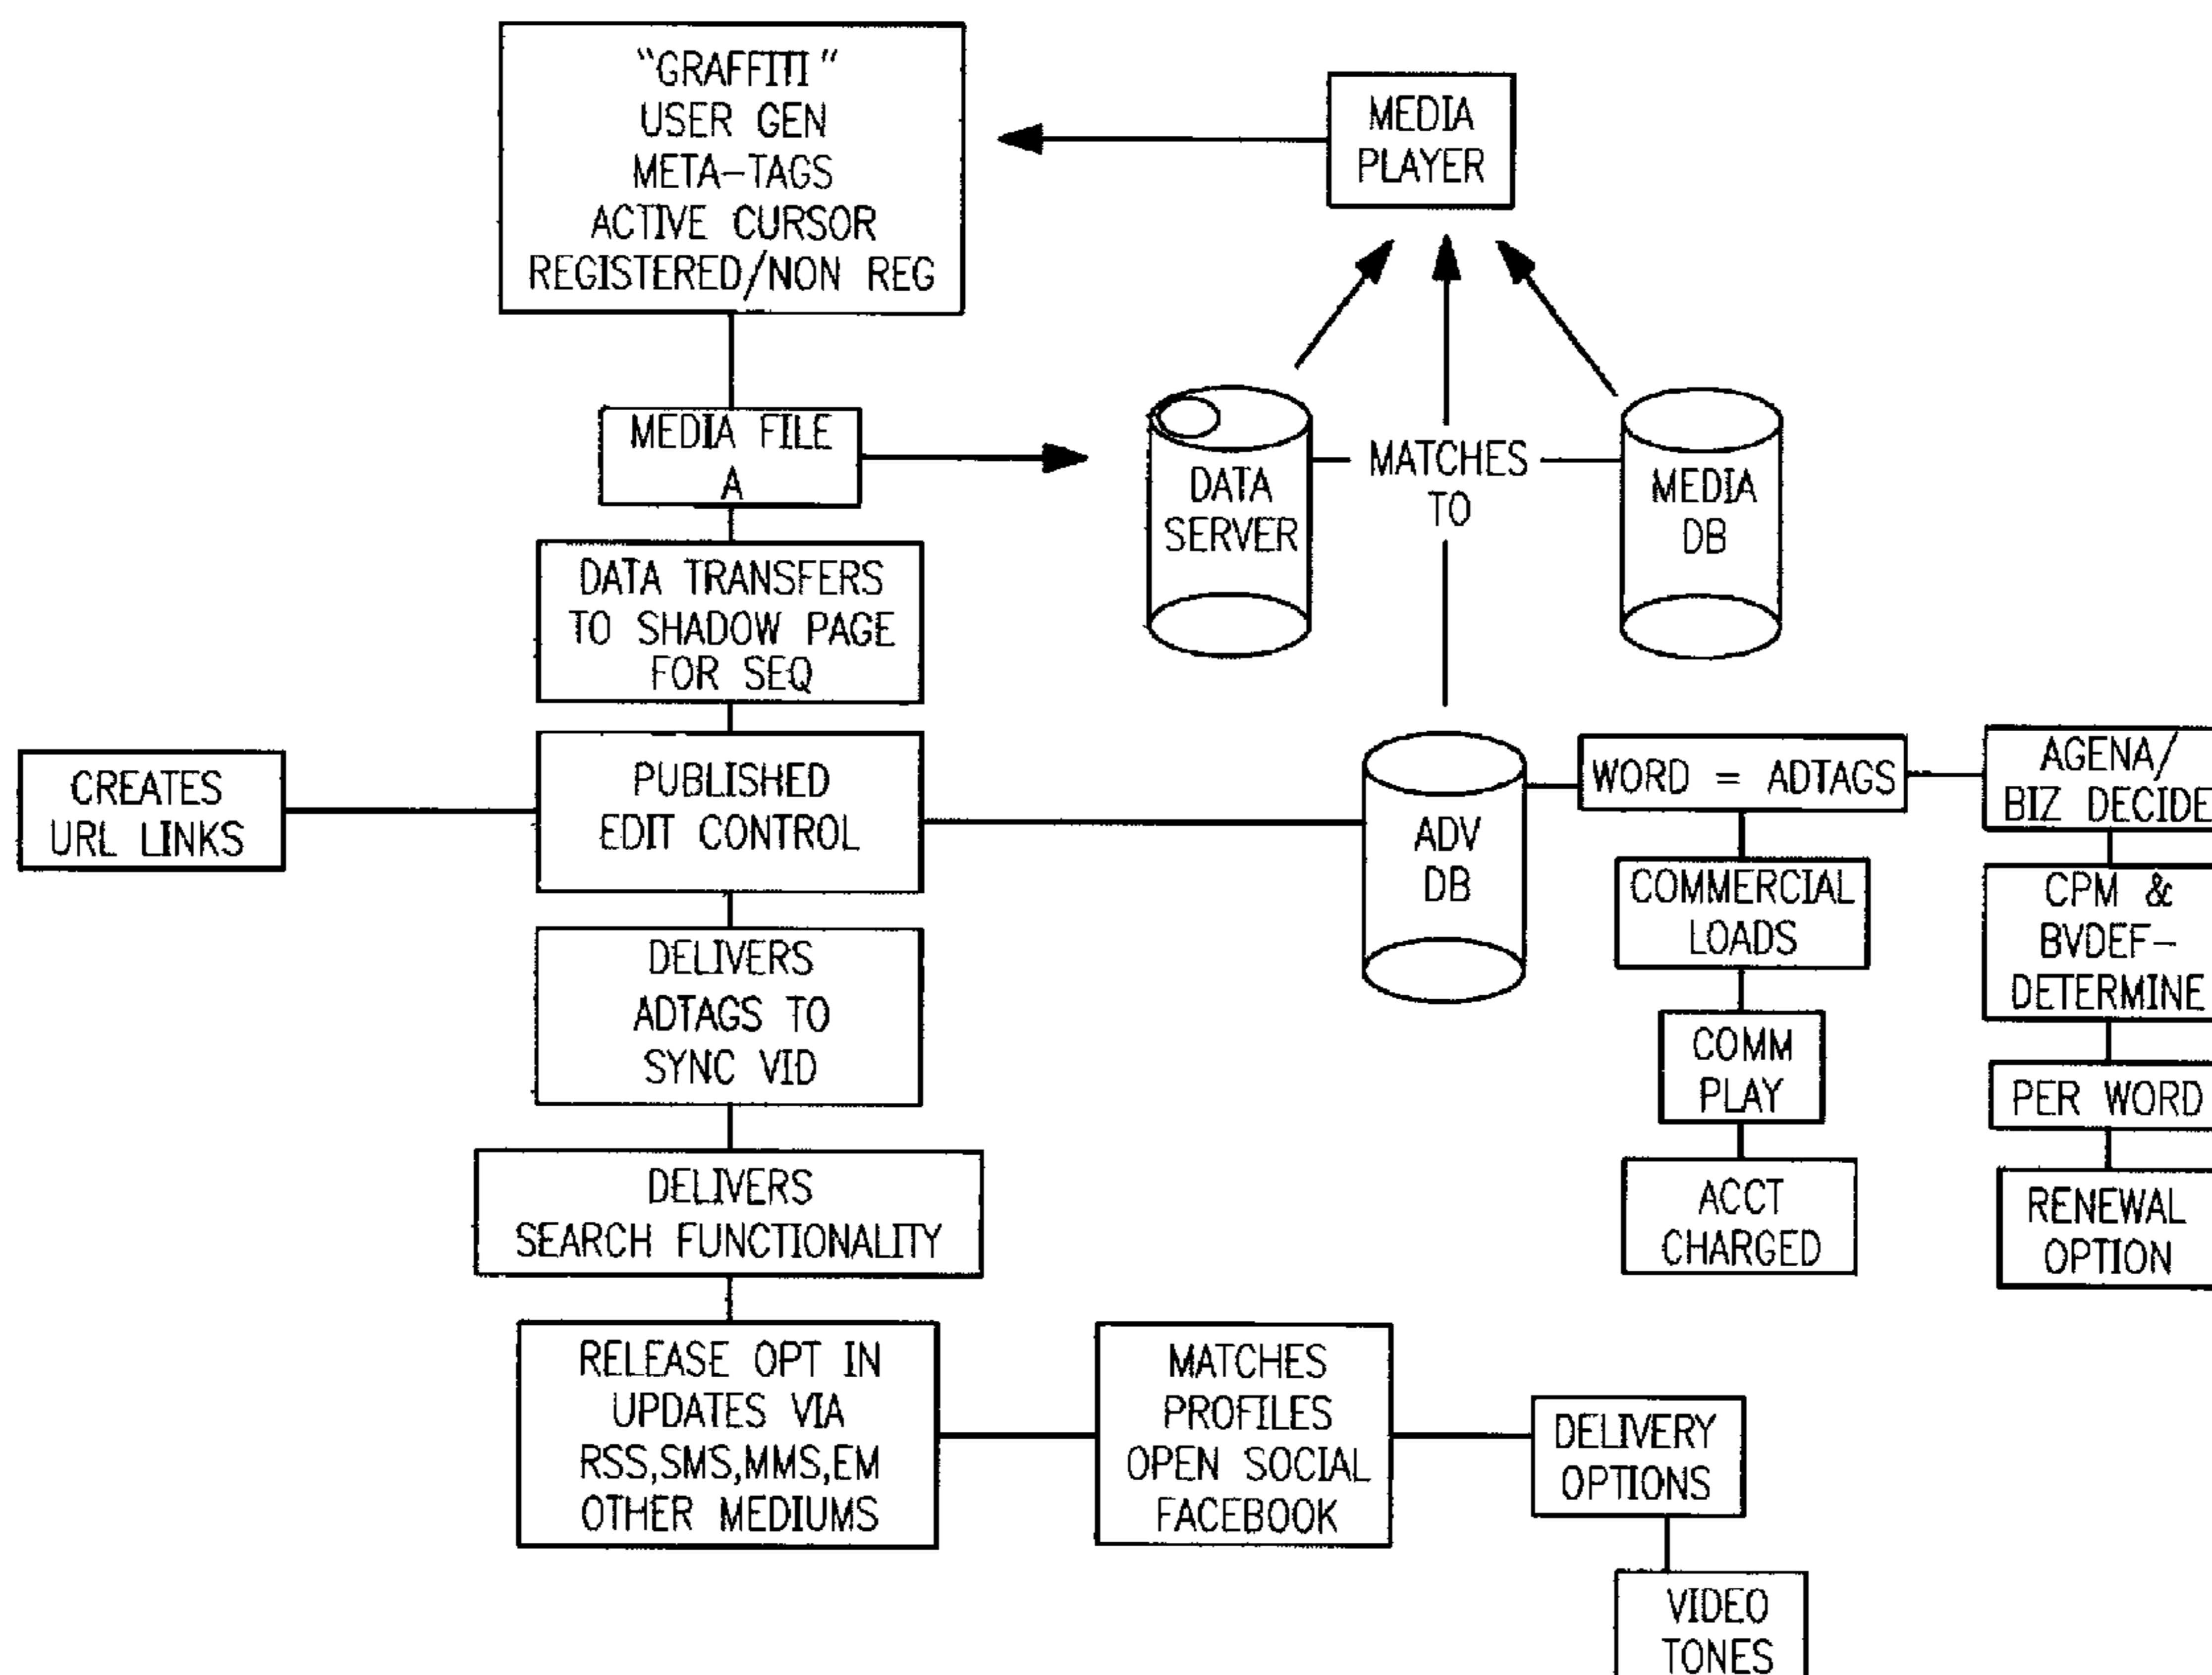 "GRAFFITI"
USER GEN
META-TAGS
ACTIVE CURSOR
REGISTERED/NON REG
MEDIA
PLAYER
MEDIA FILE
A
DATA
SERVER
MATCHES
TO
MEDIA
DB
DATA TRANSFERS
TO SHADOW PAGE
FOR SEQ
CREATES
URL LINKS
PUBLISHED
EDIT CONTROL
ADV
DB
WORD = ADTAGS
AGENA/
BIZ DECIDE
COMMERCIAL
LOADS
CPM &
BVDEF-
DETERMINE
COMM
PLAY
PER WORD
ACCT
CHARGED
RENEWAL
OPTION
DELIVERS
ADTAGS TO
SYNC VID
DELIVERS
SEARCH FUNCTIONALITY
RELEASE OPT IN
UPDATES VIA
RSS,SMS,MMS,EM
OTHER MEDIUMS
MATCHES
PROFILES
OPEN SOCIAL
FACEBOOK
DELIVERY
OPTIONS
VIDEO
TONES